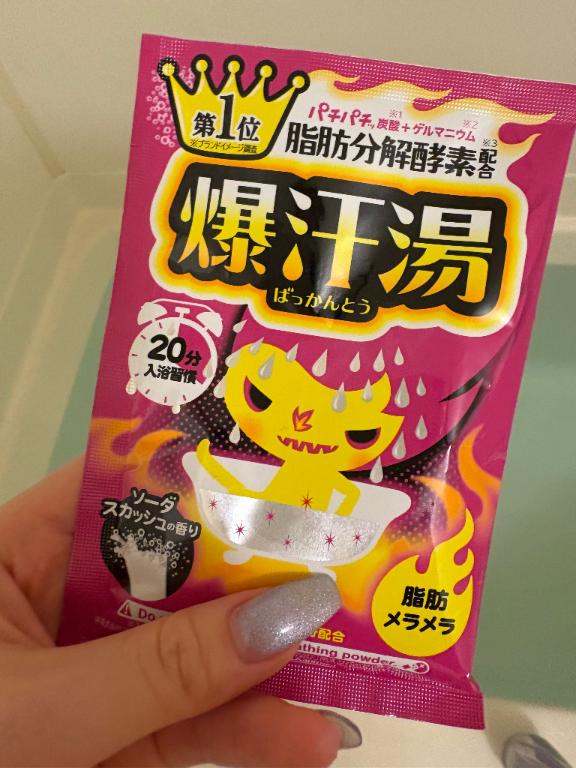 第1位
※ブランドイメージ調査
パチパチッ炭酸※1+ゲルマニウム※2
脂肪分解酵素※3配合
爆汗湯
ばっかんとう
20分
入浴習慣
ソーダ
スカッシュの香り
脂肪
メラメラ
Do
配合
thing powder